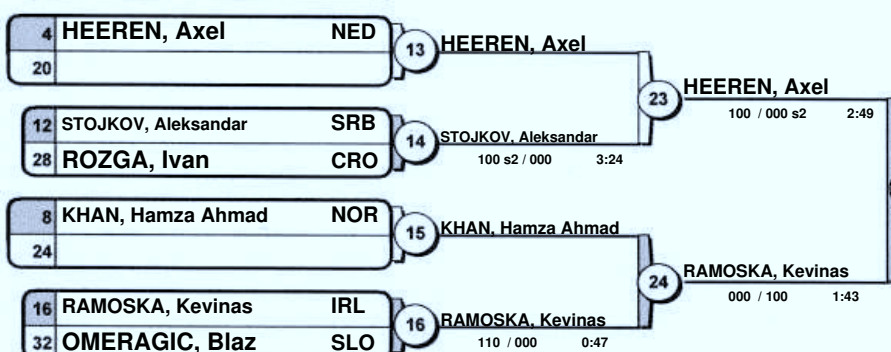 4 HEEREN, Axel NED
20
13 HEEREN, Axel
12 STOJKOV, Aleksandar SRB
28 ROZGA, Ivan CRO
14 STOJKOV, Aleksandar
100 s2 / 000 3:24
23 HEEREN, Axel
100 / 000 s2 2:49
8 KHAN, Hamza Ahmad NOR
24
15 KHAN, Hamza Ahmad
16 RAMOSKA, Kevinas IRL
32 OMERAGIC, Blaz SLO
16 RAMOSKA, Kevinas
110 / 000 0:47
24 RAMOSKA, Kevinas
000 / 100 1:43